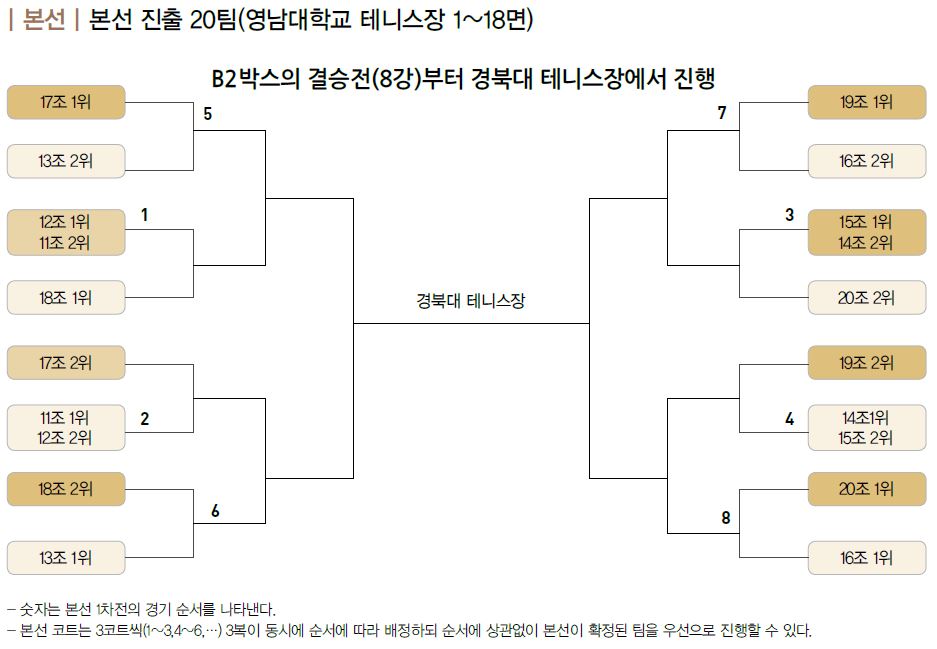 | 본선 | 본선 진출 20팀(영남대학교 테니스장 1~18면)
B2박스의 결승전(8강)부터 경북대 테니스장에서 진행
17조 1위
5
13조 2위
12조 1위
11조 2위
1
18조 1위
17조 2위
11조 1위
12조 2위
2
18조 2위
6
13조 1위
경북대 테니스장
7
19조 1위
16조 2위
3
15조 1위
14조 2위
20조 2위
19조 2위
4
14조1위
15조 2위
20조 1위
8
16조 1위
– 숫자는 본선 1차전의 경기 순서를 나타낸다.
– 본선 코트는 3코트씩(1~3,4~6,…) 3복이 동시에 순서에 따라 배정하되 순서에 상관없이 본선이 확정된 팀을 우선으로 진행할 수 있다.